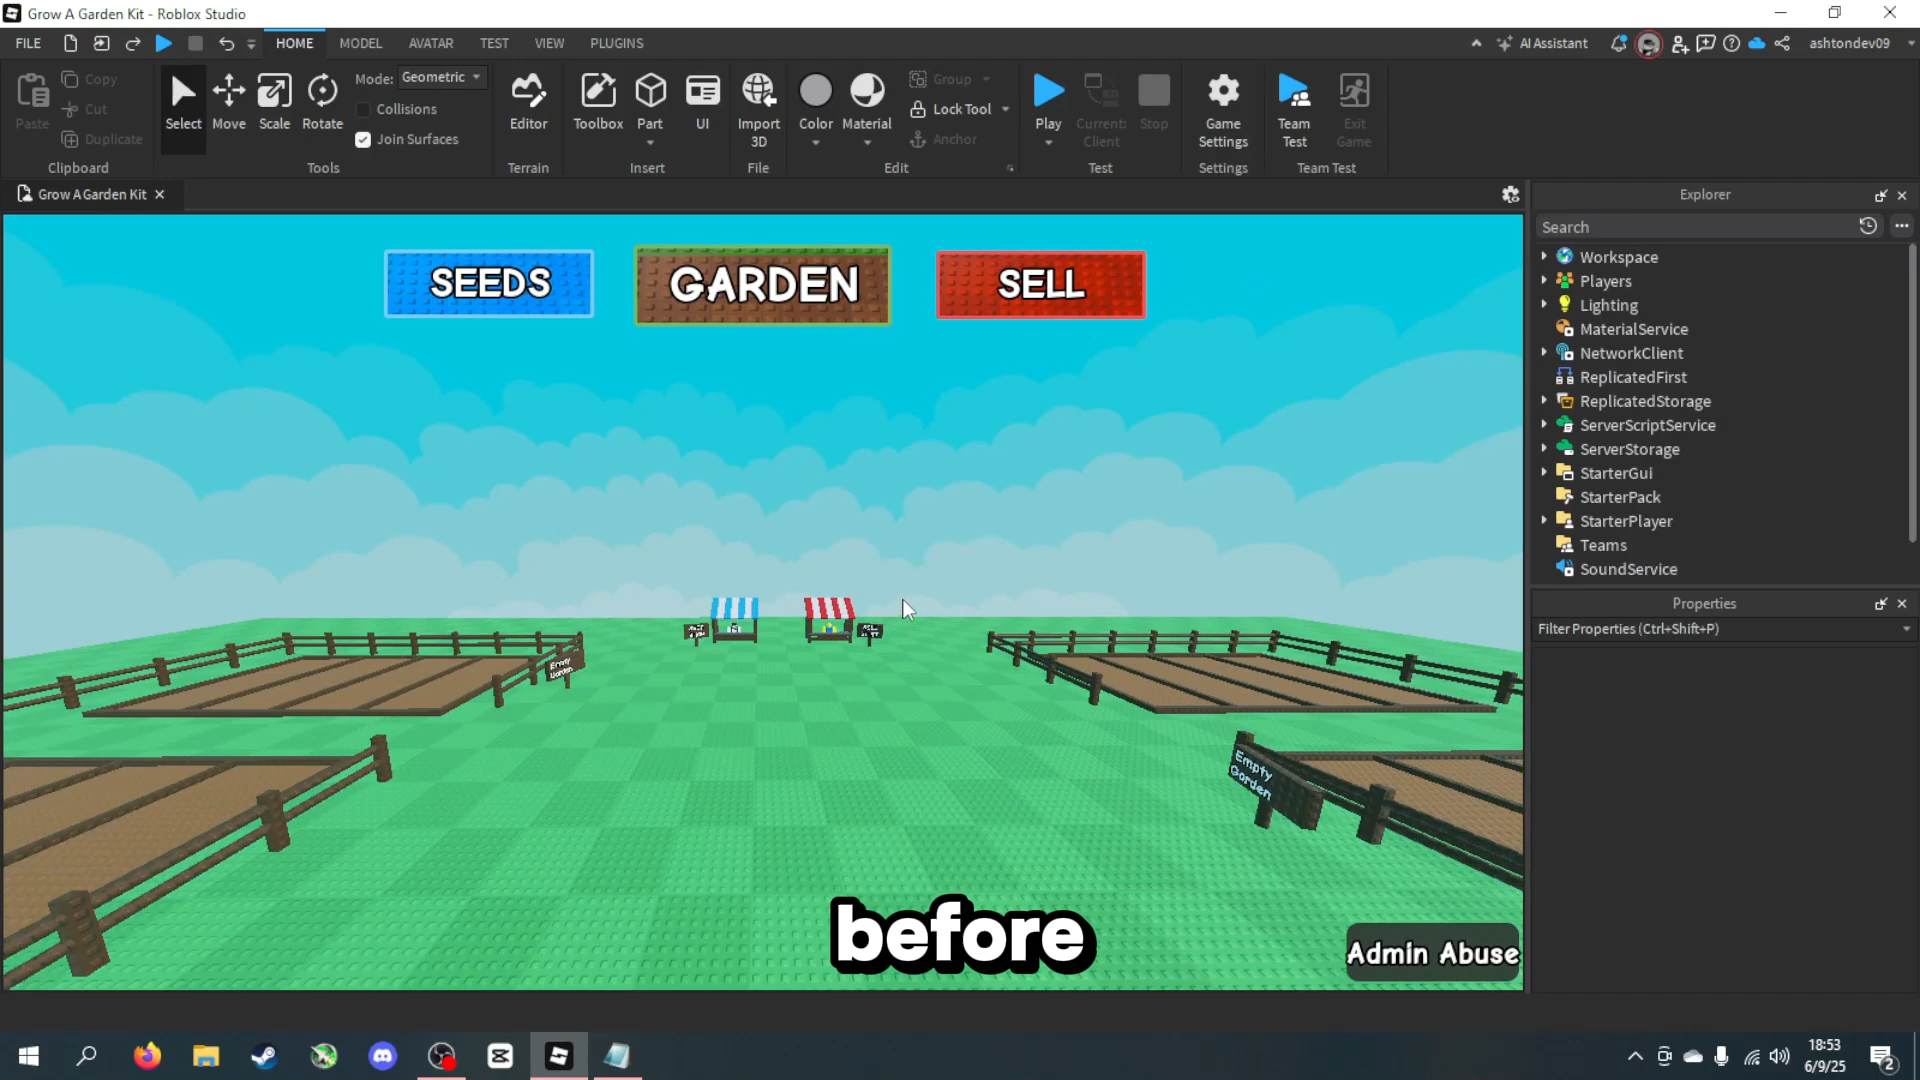 Grow A Garden Kit - Roblox Studio
FILE
HOME
MODEL
AVATAR
TEST
VIEW
PLUGINS
AI Assistant
ashtondev09
Paste
Copy
Cut
Duplicate
Clipboard
Select
Move
Scale
Rotate
Mode: Geometric
Collisions
Join Surfaces
Tools
Editor
Terrain
Toolbox
Part
UI
Insert
Import
3D
File
Color
Material
Group
Lock Tool
Anchor
Edit
Play
Current:
Client
Stop
Test
Game
Settings
Settings
Team
Test
Exit
Game
Team Test
Grow A Garden Kit
SEEDS
GARDEN
SELL
Empty
Garden
Empty
Garden
before
Admin Abuse
Explorer
Search
Workspace
Players
Lighting
MaterialService
NetworkClient
ReplicatedFirst
ReplicatedStorage
ServerScriptService
ServerStorage
StarterGui
StarterPack
StarterPlayer
Teams
SoundService
Properties
Filter Properties (Ctrl+Shift+P)
18:53
6/9/25
2